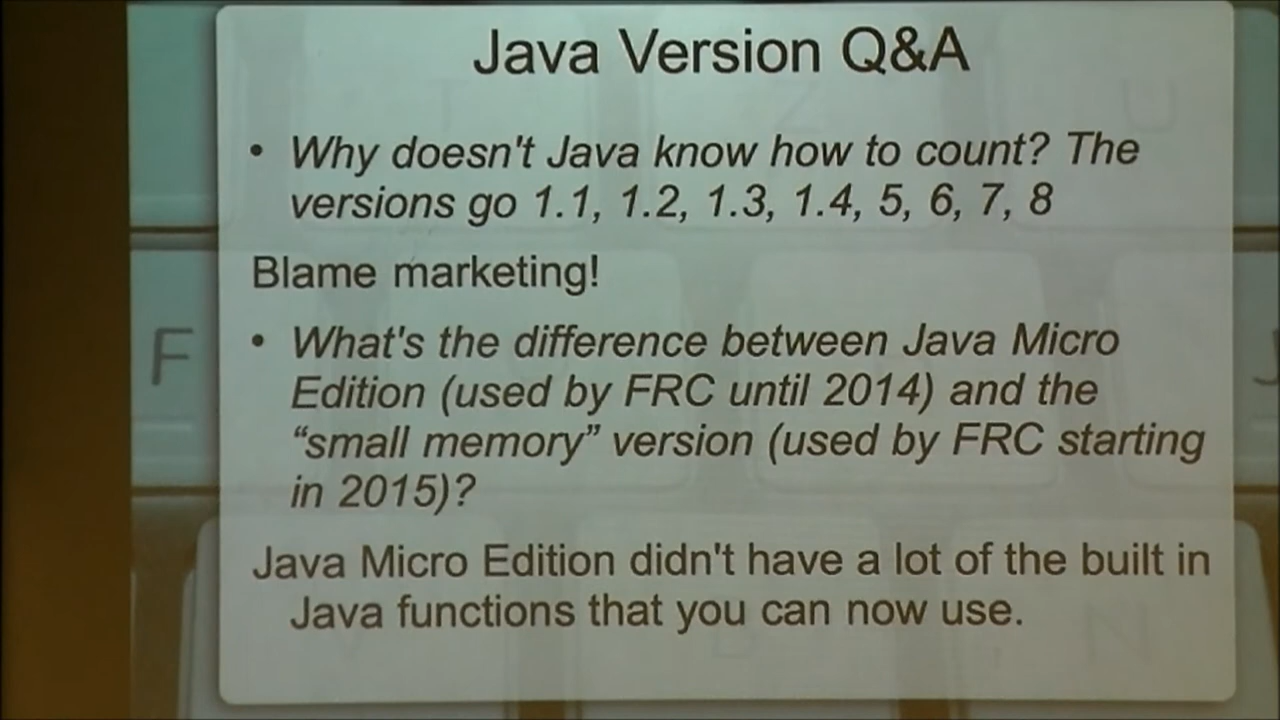 Java Version Q&A
• Why doesn't Java know how to count? The
versions go 1.1, 1.2, 1.3, 1.4, 5, 6, 7, 8
Blame marketing!
• What's the difference between Java Micro
Edition (used by FRC until 2014) and the
“small memory” version (used by FRC starting
in 2015)?
Java Micro Edition didn't have a lot of the built in
Java functions that you can now use.
F